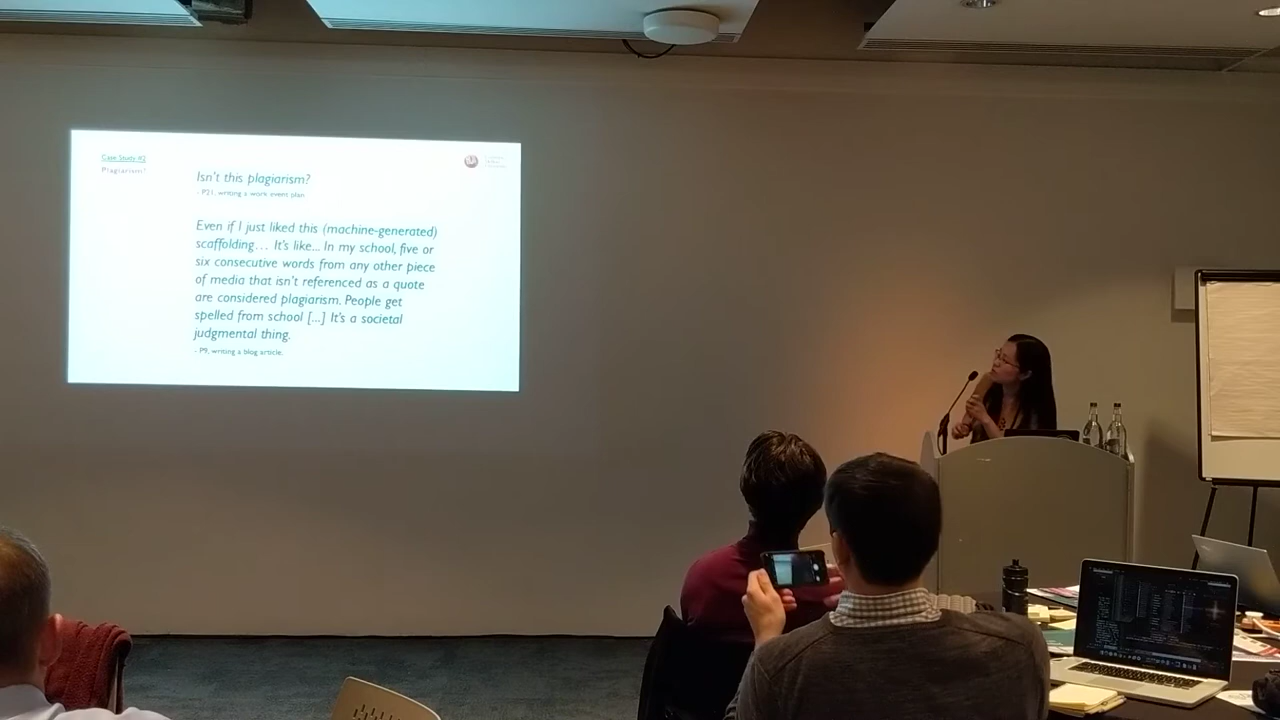 Case Study #2
Plagiarism?
Isn't this plagiarism?
- P21, writing a work event plan
Even if I just liked this (machine-generated)
scaffolding… It's like... In my school, five or
six consecutive words from any other piece
of media that isn't referenced as a quote
are considered plagiarism. People get
spelled from school [...] It's a societal
judgmental thing.
- P9, writing a blog article.